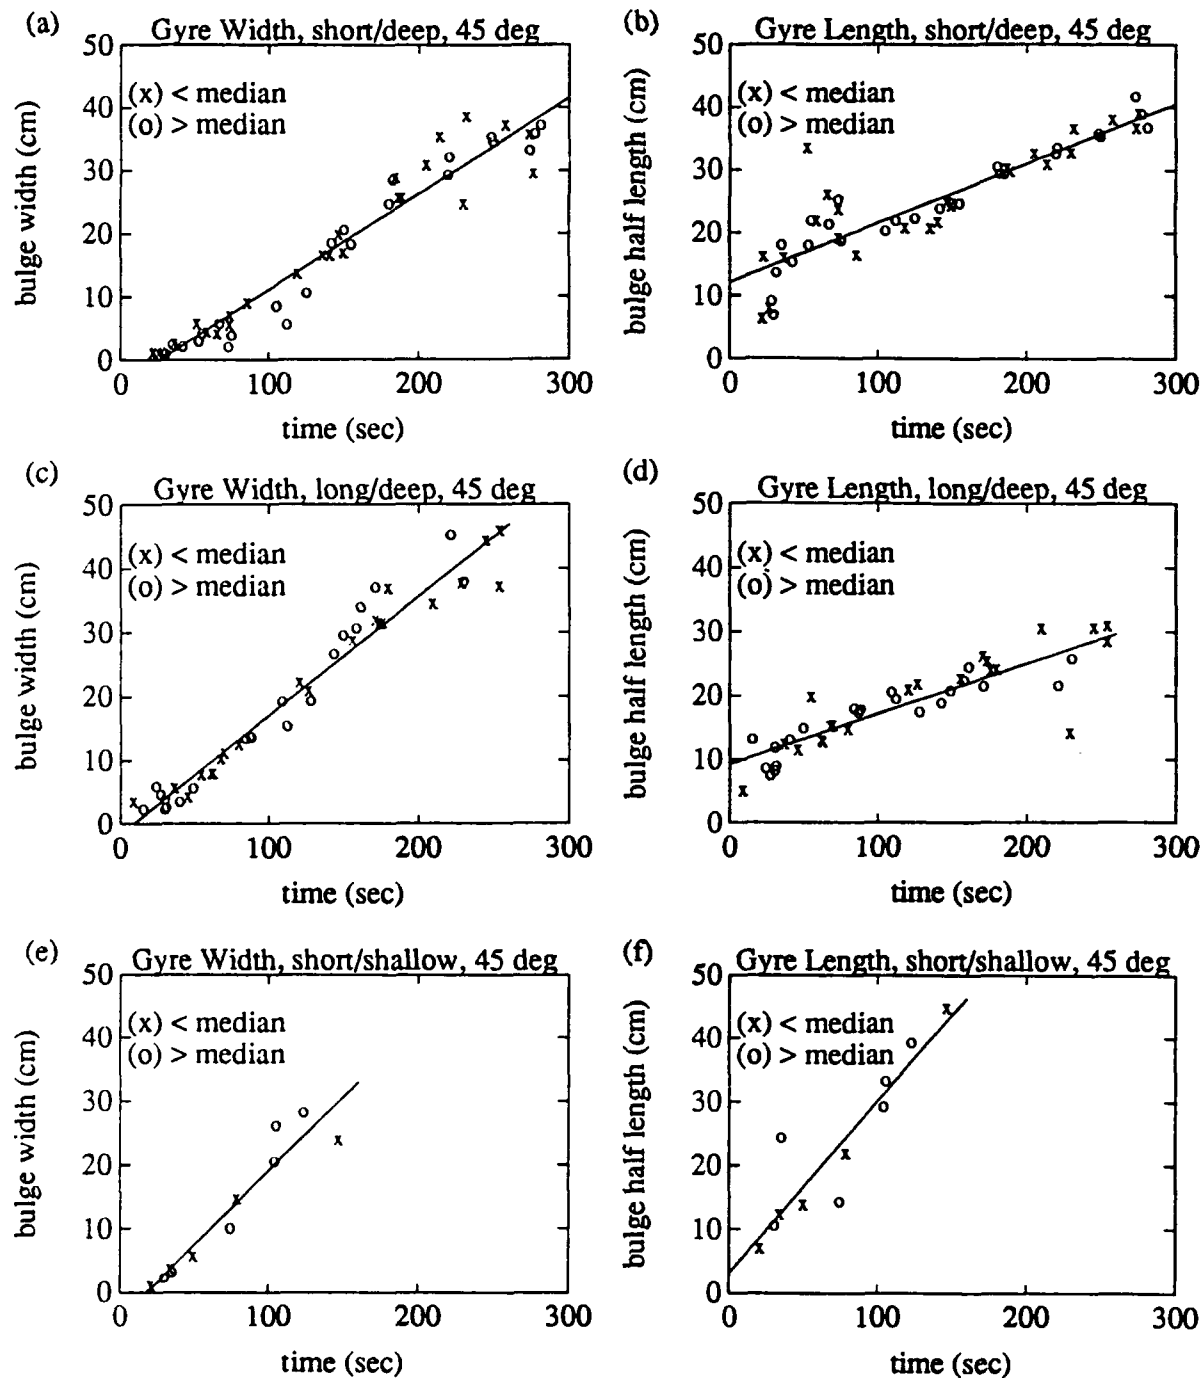 (a)
Gyre Width, short/deep, 45 deg
50
40
30
20
10
0
bulge width (cm)
(x) < median
(o) > median
0 100 200 300
time (sec)
(b)
Gyre Length, short/deep, 45 deg
50
40
30
20
10
0
bulge half length (cm)
(x) < median
(o) > median
0 100 200 300
time (sec)
(c)
Gyre Width, long/deep, 45 deg
50
40
30
20
10
0
bulge width (cm)
(x) < median
(o) > median
0 100 200 300
time (sec)
(d)
Gyre Length, long/deep, 45 deg
50
40
30
20
10
0
bulge half length (cm)
(x) < median
(o) > median
0 100 200 300
time (sec)
(e)
Gyre Width, short/shallow, 45 deg
50
40
30
20
10
0
bulge width (cm)
(x) < median
(o) > median
0 100 200 300
time (sec)
(f)
Gyre Length, short/shallow, 45 deg
50
40
30
20
10
0
bulge half length (cm)
(x) < median
(o) > median
0 100 200 300
time (sec)